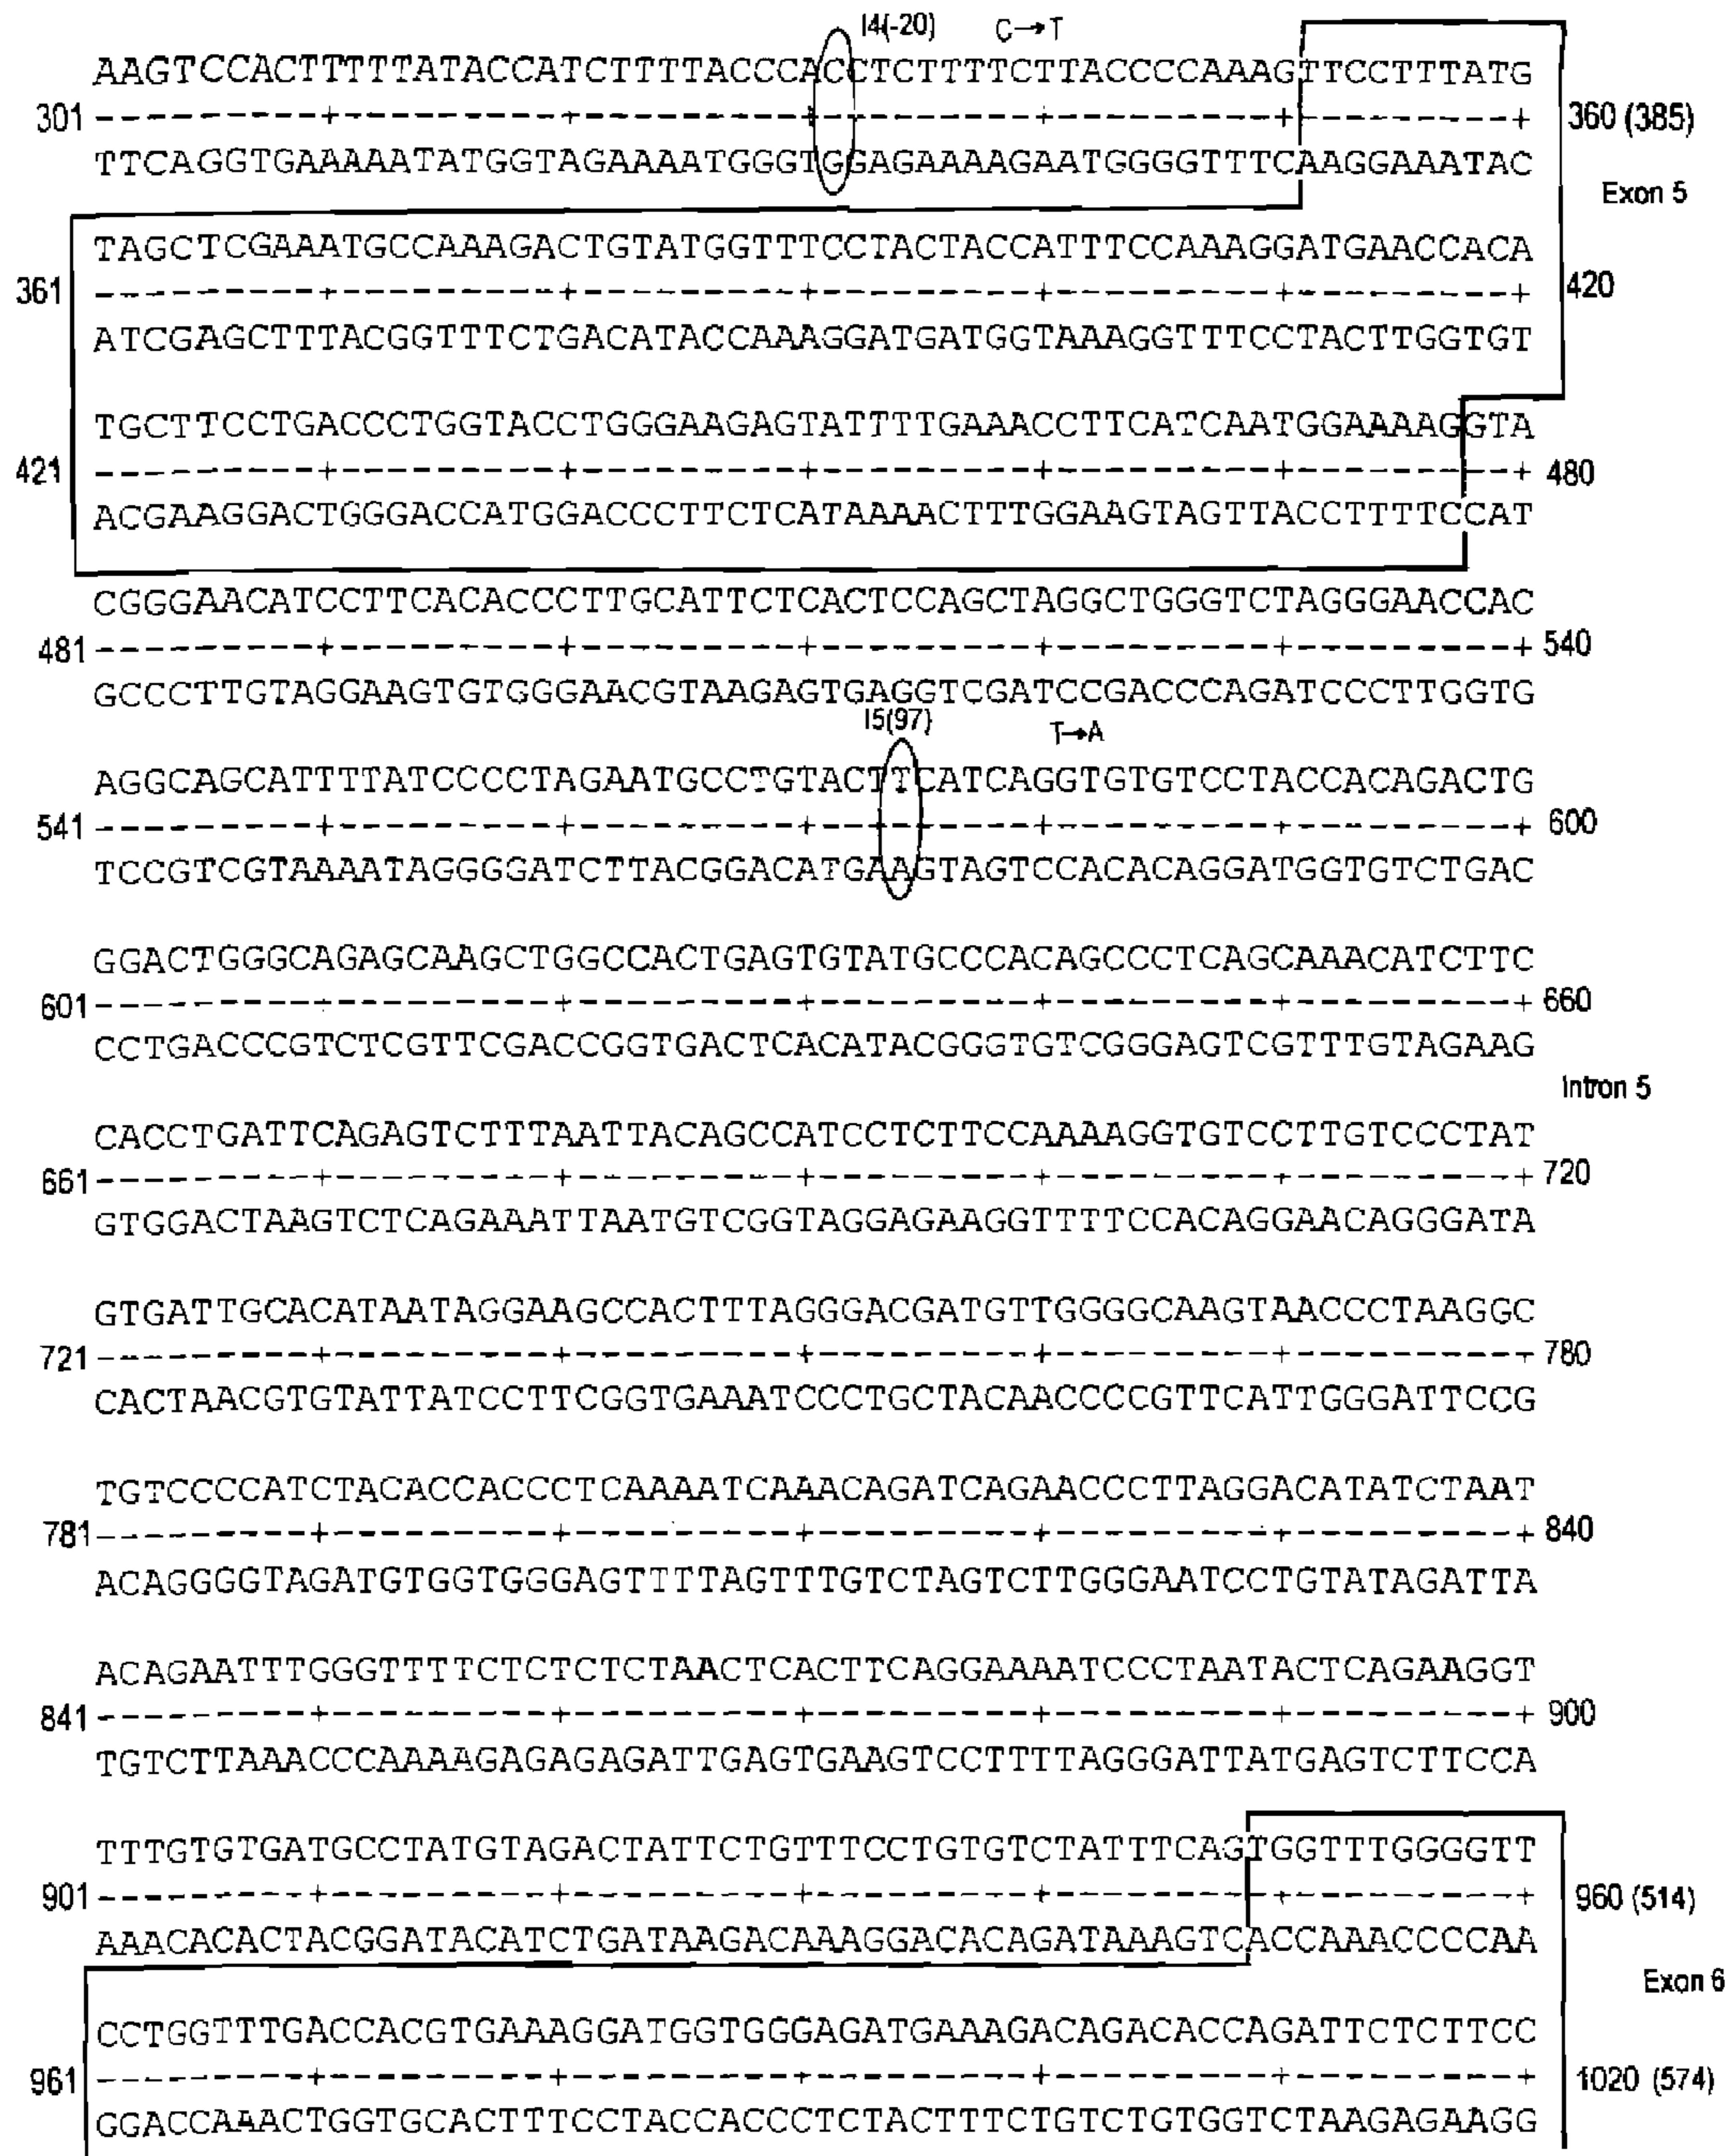 I4(-20) C→T
AAGTCCACTTTTTATACCATCTTTTACCCACCTCTTTTCTTACCCCAAAGTTCCTTTATG
301 ---------+---------+---------+---------+---------+---------+ 360 (385)
TTCAGGTGAAAAATATGGTAGAAAATGGGTGGAGAAAAGAATGGGGTTTCAAGGAAATAC
Exon 5
TAGCTCGAAATGCCAAAGACTGTATGGTTTCCTACTACCATTTCCAAAGGATGAACCACA
361 ---------+---------+---------+---------+---------+---------+ 420
ATCGAGCTTTACGGTTTCTGACATACCAAAGGATGATGGTAAAGGTTTCCTACTTGGTGT
TGCTTCCTGACCCTGGTACCTGGGAAGAGTATTTTGAAACCTTCATCAATGGAAAAGGTA
421 ---------+---------+---------+---------+---------+---------+ 480
ACGAAGGACTGGGACCATGGACCCTTCTCATAAAACTTTGGAAGTAGTTACCTTTTCCAT
CGGGAACATCCTTCACACCCTTGCATTCTCACTCCAGCTAGGCTGGGTCTAGGGAACCAC
481 ---------+---------+---------+---------+---------+---------+ 540
GCCCTTGTAGGAAGTGTGGGAACGTAAGAGTGAGGTCGATCCGACCCAGATCCCTTGGTG
I5(97) T→A
AGGCAGCATTTTATCCCCTAGAATGCCTGTACTTCATCAGGTGTGTCCTACCACAGACTG
541 ---------+---------+---------+---------+---------+---------+ 600
TCCGTCGTAAAATAGGGGATCTTACGGACATGAAGTAGTCCACACAGGATGGTGTCTGAC
GGACTGGGCAGAGCAAGCTGGCCACTGAGTGTATGCCCACAGCCCTCAGCAAACATCTTC
601 ---------+---------+---------+---------+---------+---------+ 660
CCTGACCCGTCTCGTTCGACCGGTGACTCACATACGGGTGTCGGGAGTCGTTTGTAGAAG
Intron 5
CACCTGATTCAGAGTCTTTAATTACAGCCATCCTCTTCCAAAAGGTGTCCTTGTCCCTAT
661 ---------+---------+---------+---------+---------+---------+ 720
GTGGACTAAGTCTCAGAAATTAATGTCGGTAGGAGAAGGTTTTCCACAGGAACAGGGATA
GTGATTGCACATAATAGGAAGCCACTTTAGGGACGATGTTGGGGCAAGTAACCCTAAGGC
721 ---------+---------+---------+---------+---------+---------+ 780
CACTAACGTGTATTATCCTTCGGTGAAATCCCTGCTACAACCCCGTTCATTGGGATTCCG
TGTCCCCATCTACACCACCCTCAAAATCAAACAGATCAGAACCCTTAGGACATATCTAAT
781 ---------+---------+---------+---------+---------+---------+ 840
ACAGGGGTAGATGTGGTGGGAGTTTTAGTTTGTCTAGTCTTGGGAATCCTGTATAGATTA
ACAGAATTTGGGTTTTCTCTCTCTAACTCACTTCAGGAAAATCCCTAATACTCAGAAGGT
841 ---------+---------+---------+---------+---------+---------+ 900
TGTCTTAAACCCAAAAGAGAGAGATTGAGTGAAGTCCTTTTAGGGATTATGAGTCTTCCA
TTTGTGTGATGCCTATGTAGACTATTCTGTTTCCTGTGTCTATTTCAGTGGTTTGGGGTT
901 ---------+---------+---------+---------+---------+---------+ 960 (514)
AAACACACTACGGATACATCTGATAAGACAAAGGACACAGATAAAGTCACCAAACCCCAA
Exon 6
CCTGGTTTGACCACGTGAAAGGATGGTGGGAGATGAAAGACAGACACCAGATTCTCTTCC
961 ---------+---------+---------+---------+---------+---------+ 1020 (574)
GGACCAAACTGGTGCACTTTCCTACCACCCTCTACTTTCTGTCTGTGGTCTAAGAGAAGG